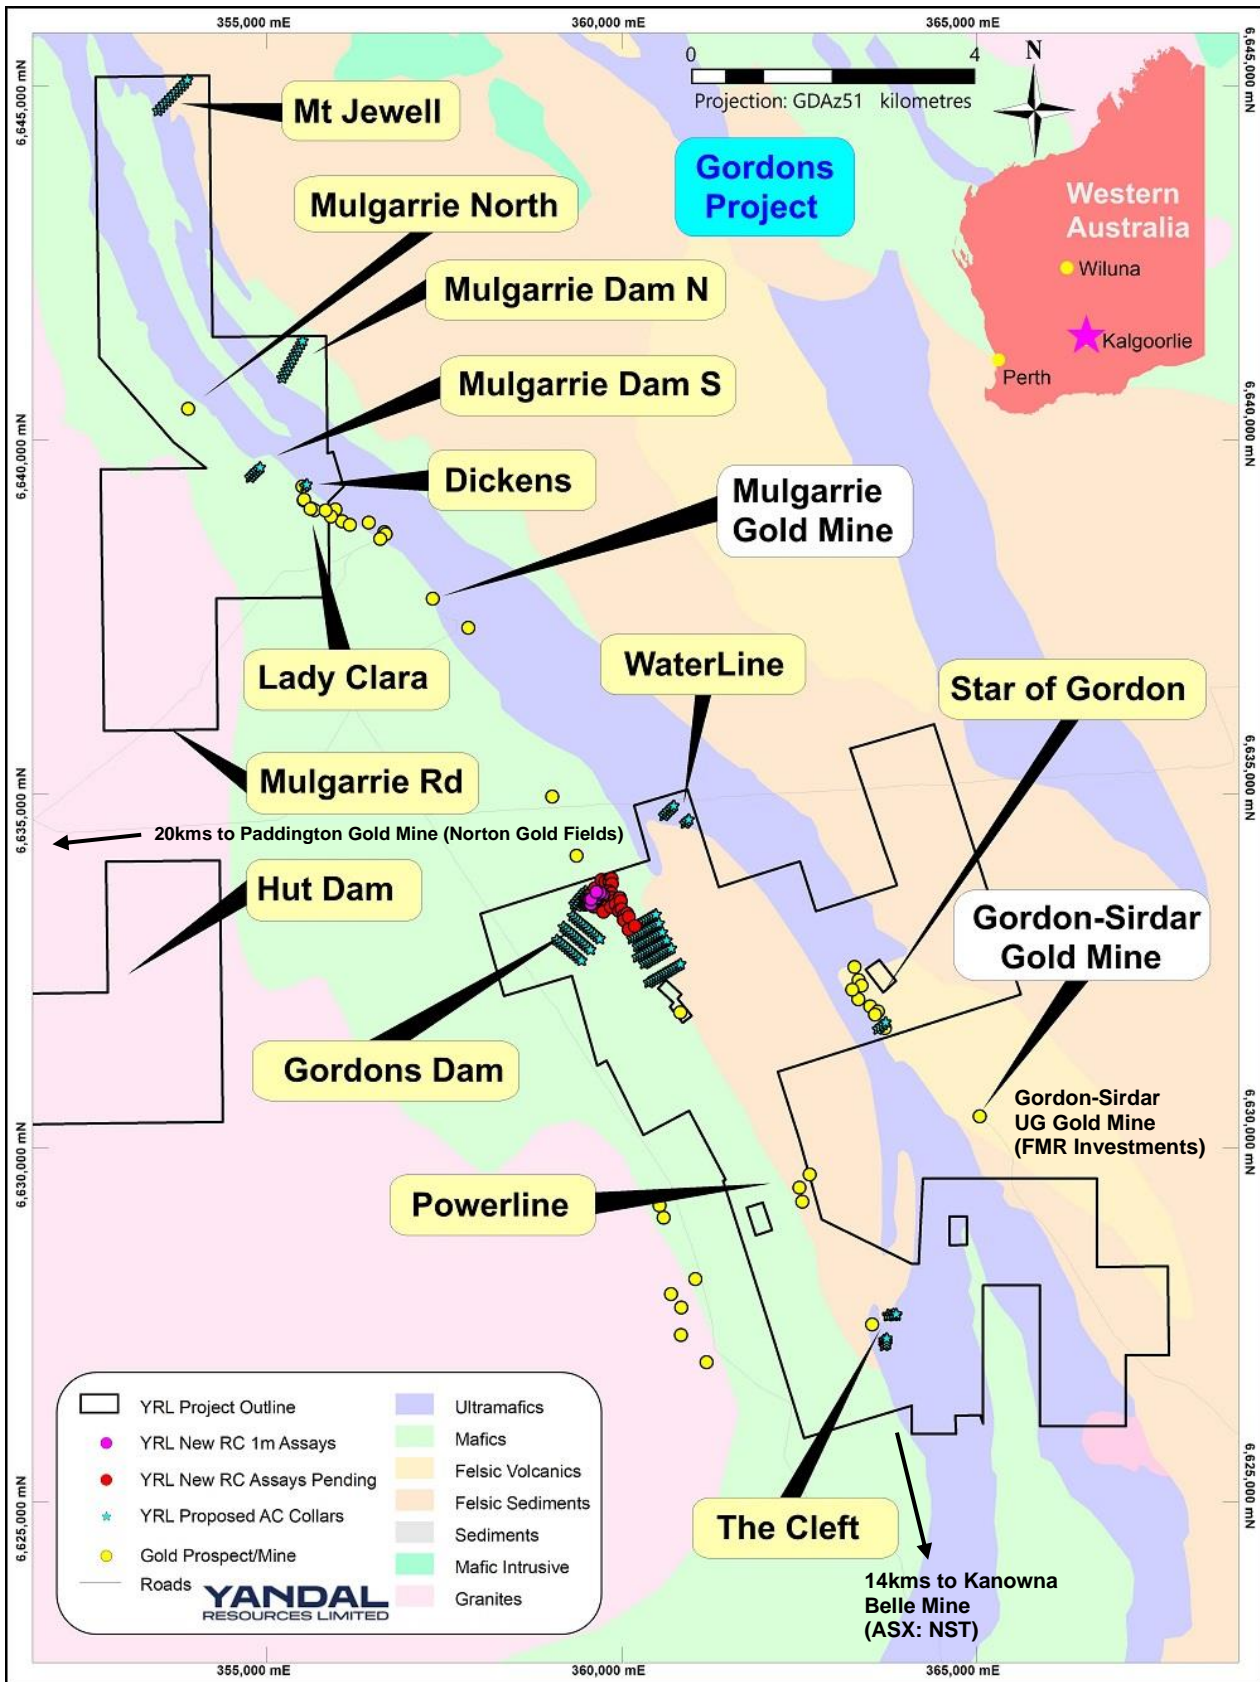 355,000 mE
360,000 mE
365,000 mE
6,645,000 mN
6,645,000 mN
0
4
N
Projection: GDAz51 kilometres
Mt Jewell
Gordons
Project
Western
Australia
Wiluna
Kalgoorlie
Perth
Mulgarrie North
Mulgarrie Dam N
Mulgarrie Dam S
6,640,000 mN
6,640,000 mN
Dickens
Mulgarrie
Gold Mine
Lady Clara
WaterLine
Star of Gordon
Mulgarrie Rd
6,635,000 mN
6,635,000 mN
20kms to Paddington Gold Mine (Norton Gold Fields)
Hut Dam
Gordon-Sirdar
Gold Mine
Gordons Dam
Gordon-Sirdar
UG Gold Mine
(FMR Investments)
6,630,000 mN
6,630,000 mN
Powerline
The Cleft
14kms to Kanowna
Belle Mine
(ASX: NST)
6,625,000 mN
6,625,000 mN
YRL Project Outline
YRL New RC 1m Assays
YRL New RC Assays Pending
YRL Proposed AC Collars
Gold Prospect/Mine
Roads
Ultramafics
Mafics
Felsic Volcanics
Felsic Sediments
Sediments
Mafic Intrusive
Granites
YANDAL
RESOURCES LIMITED
355,000 mE
360,000 mE
365,000 mE